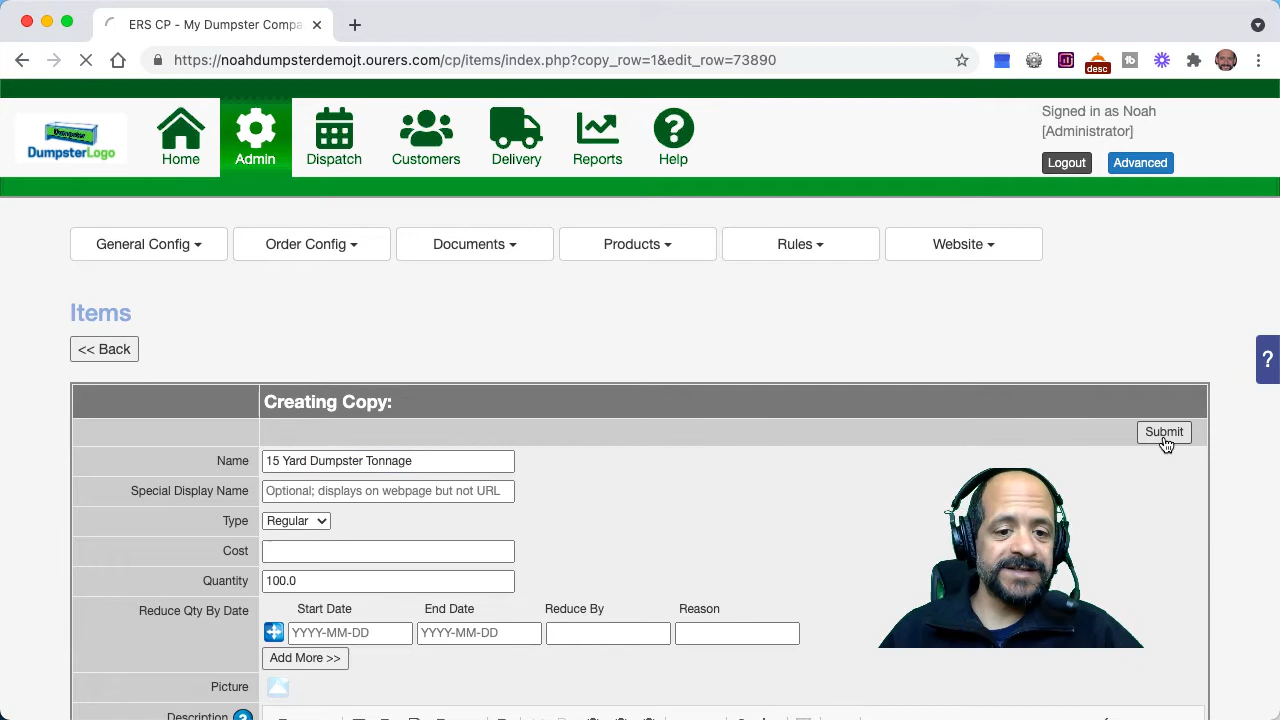 ERS CP - My Dumpster Compa
https://noahdumpsterdemojt.ourers.com/cp/items/index.php?copy_row=1&edit_row=73890
desc
DumpsterLogo
Home
Admin
Dispatch
Customers
Delivery
Reports
Help
Signed in as Noah
[Administrator]
Logout
Advanced
General Config
Order Config
Documents
Products
Rules
Website
Items
<< Back
?
Creating Copy:
Submit
Name
15 Yard Dumpster Tonnage
Special Display Name
Optional; displays on webpage but not URL
Type
Regular
Cost
Quantity
100.0
Reduce Qty By Date
Start Date
End Date
Reduce By
Reason
YYYY-MM-DD
YYYY-MM-DD
Add More >>
Picture
Description